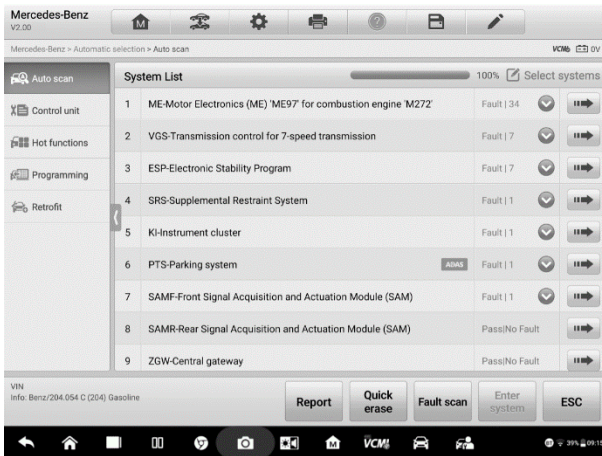 Mercedes-Benz
V2.00
Mercedes-Benz > Automatic selection > Auto scan
VCMI 0V
Auto scan
System List
100%
Select systems
Control unit
Hot functions
Programming
Retrofit
1 ME-Motor Electronics (ME) 'ME97' for combustion engine 'M272' Fault | 34
2 VGS-Transmission control for 7-speed transmission Fault | 7
3 ESP-Electronic Stability Program Fault | 7
4 SRS-Supplemental Restraint System Fault | 1
5 KI-Instrument cluster Fault | 1
6 PTS-Parking system ADAS Fault | 1
7 SAMF-Front Signal Acquisition and Actuation Module (SAM) Fault | 1
8 SAMR-Rear Signal Acquisition and Actuation Module (SAM) Pass|No Fault
9 ZGW-Central gateway Pass|No Fault
VIN
Info: Benz/204.054 C (204) Gasoline
Report
Quick
erase
Fault scan
Enter
system
ESC
M
VCMI
39% 09:15